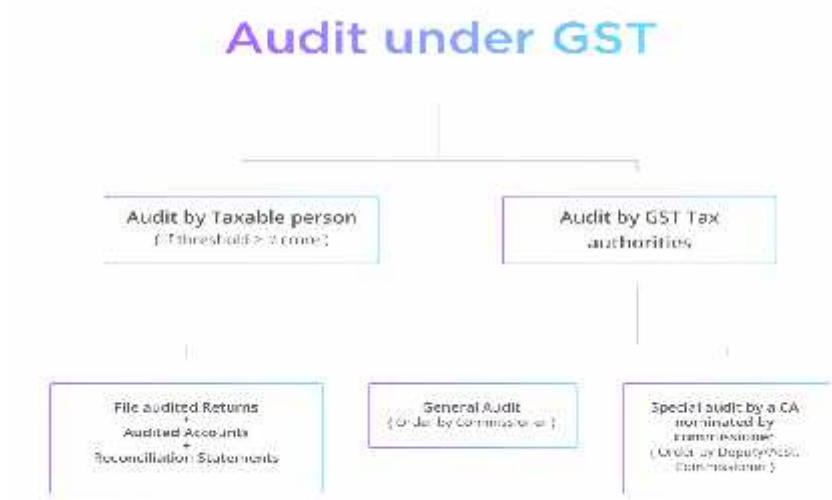 Audit under GST
Audit by Taxable person
( If threshold > 2 crore )
Audit by GST Tax
authorities
File audited Returns
+
Audited Accounts
+
Reconciliation Statements
General Audit
( Order by Commissioner )
Special audit by a CA
nominated by
commissioner
( Order by Deputy/Asst.
Commissioner )